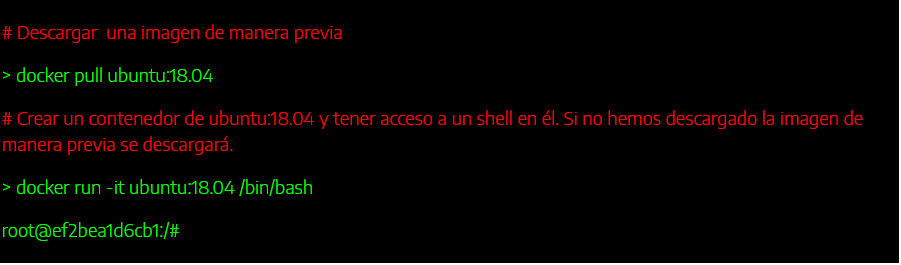 # Descargar  una imagen de manera previa
> docker pull ubuntu:18.04
# Crear un contenedor de ubuntu:18.04 y tener acceso a un shell en él. Si no hemos descargado la imagen de
manera previa se descargará.
> docker run -it ubuntu:18.04 /bin/bash
root@ef2bea1d6cb1:/#